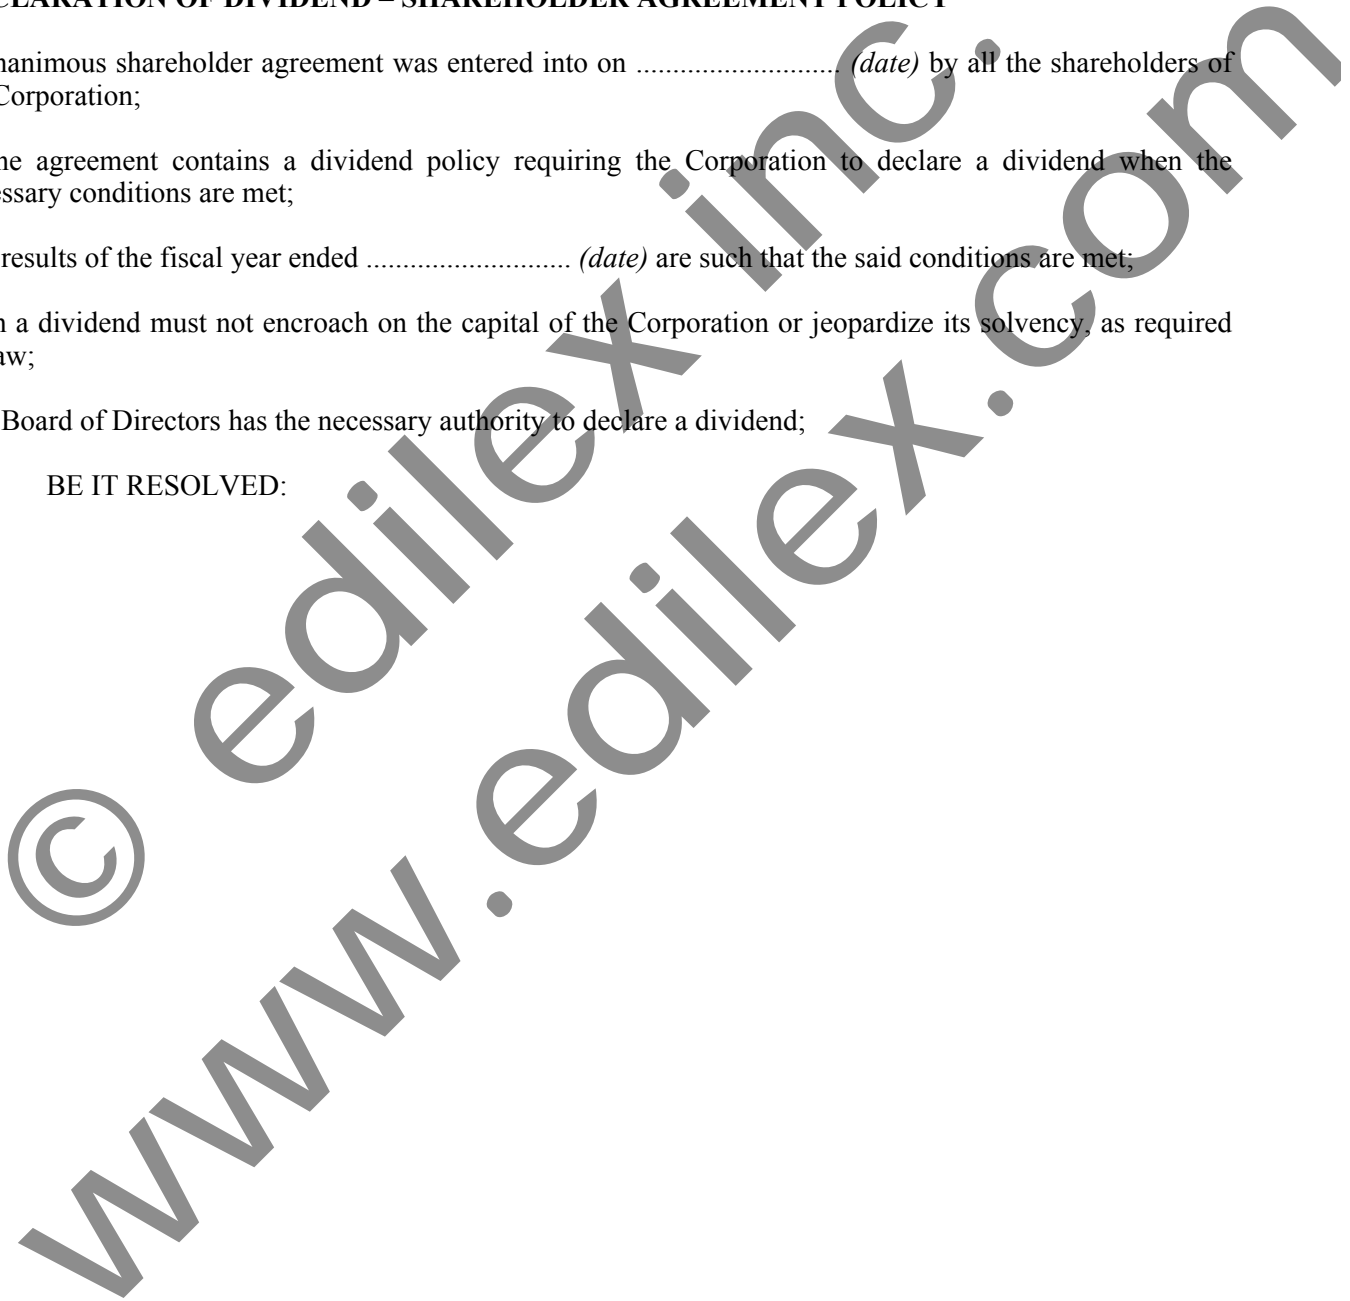 CLARATION OF DIVIDEND – SHAREHOLDER AGREEMENT POLICY
nanimous shareholder agreement was entered into on ............................ (date) by all the shareholders of
Corporation;
he agreement contains a dividend policy requiring the Corporation to declare a dividend when the
essary conditions are met;
results of the fiscal year ended ............................ (date) are such that the said conditions are met;
h a dividend must not encroach on the capital of the Corporation or jeopardize its solvency, as required
aw;
Board of Directors has the necessary authority to declare a dividend;
BE IT RESOLVED:
© edilex inc.
www.edilex.com